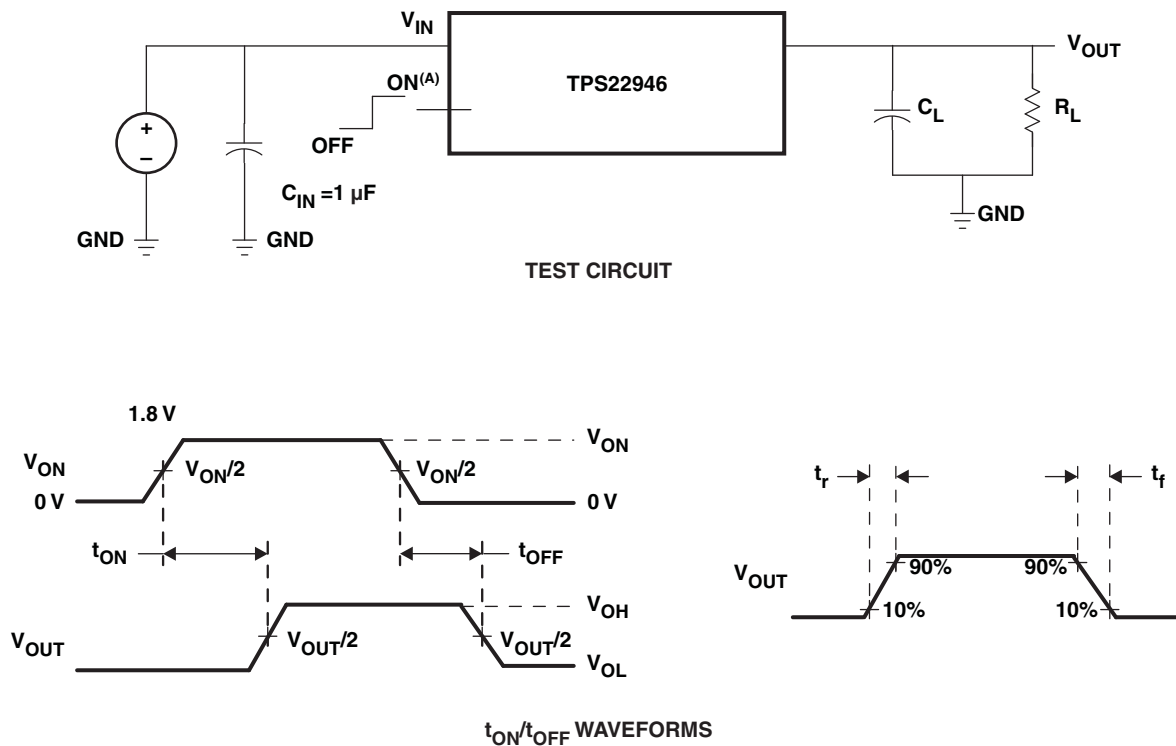 V_IN
V_OUT
ON(A)
TPS22946
OFF
C_IN =1 µF
C_L
R_L
+
–
GND
GND
GND
TEST CIRCUIT
1.8 V
V_ON
V_ON
V_ON/2
V_ON/2
0 V
0 V
t_ON
t_OFF
V_OH
V_OUT
V_OUT/2
V_OUT/2
V_OL
t_r
t_f
V_OUT
90%
90%
10%
10%
t_ON/t_OFF WAVEFORMS